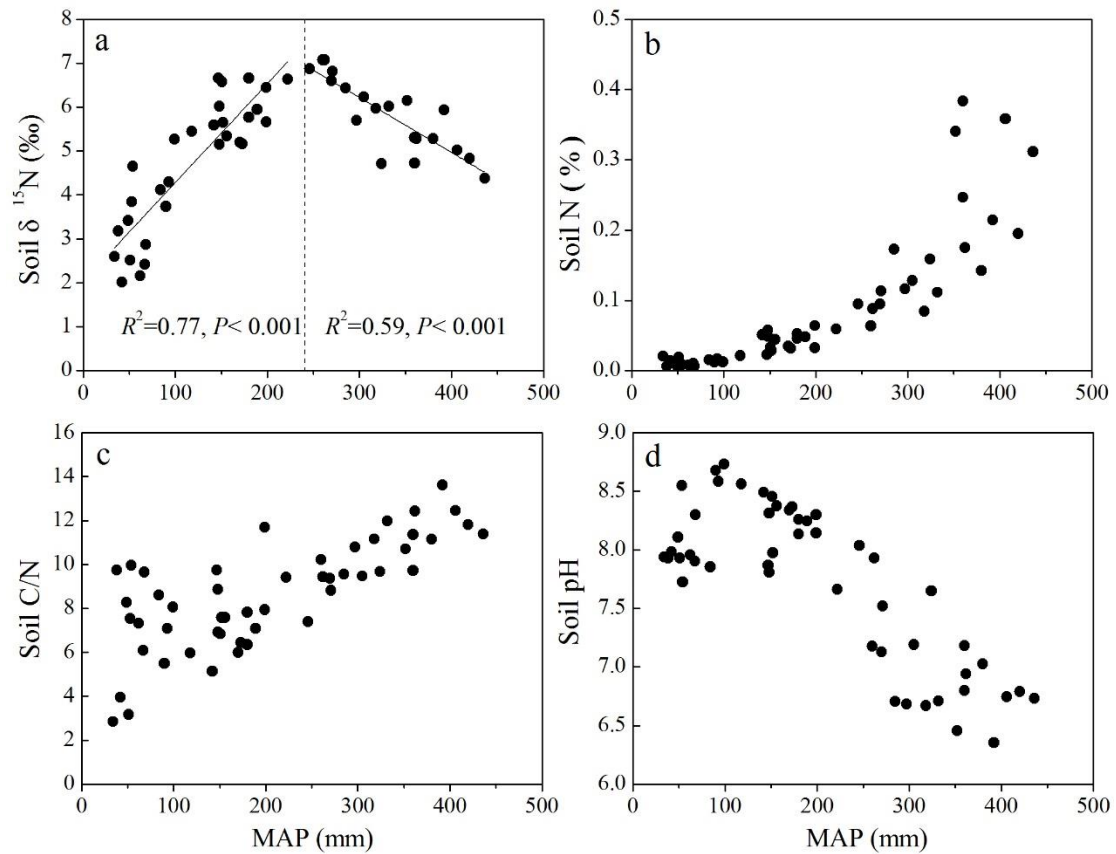 a
8
7
6
5
4
3
2
1
0
Soil δ ¹⁵N (‰)
R²=0.77, P< 0.001
R²=0.59, P< 0.001
0 100 200 300 400 500
b
0.5
0.4
0.3
0.2
0.1
0.0
Soil N ( % )
0 100 200 300 400 500
c
16
14
12
10
8
6
4
2
0
Soil C/N
0 100 200 300 400 500
MAP (mm)
d
9.0
8.5
8.0
7.5
7.0
6.5
6.0
Soil pH
0 100 200 300 400 500
MAP (mm)